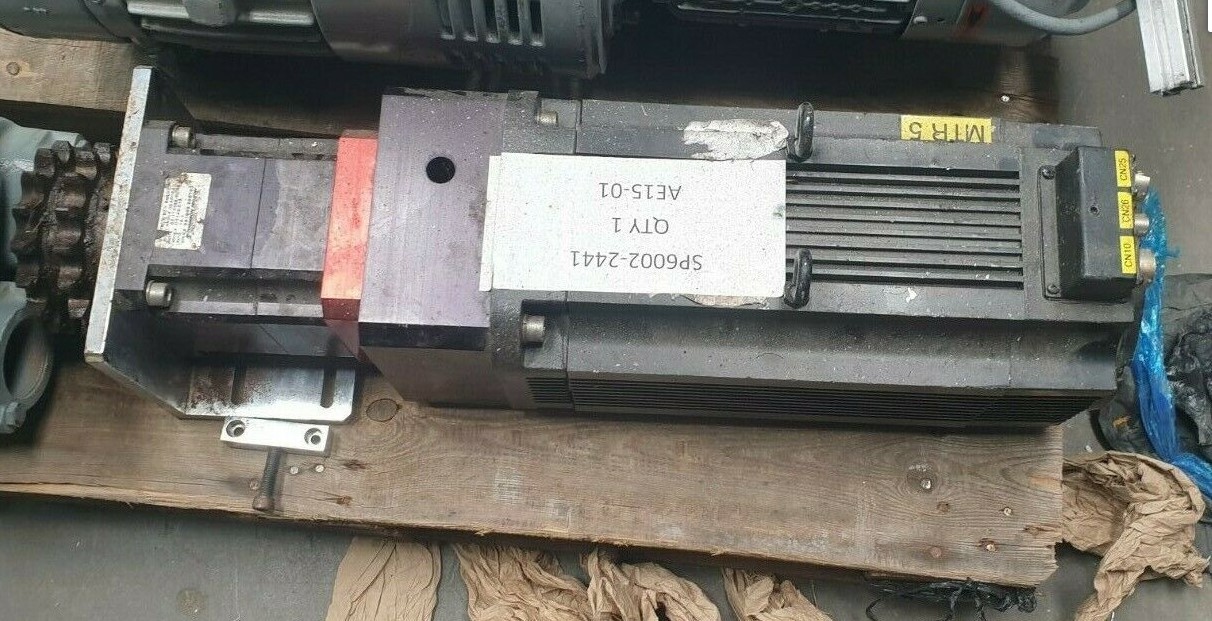 SP6002-2441
QTY 1
AE15-01
MTR 5
CN25
CN26
CN10